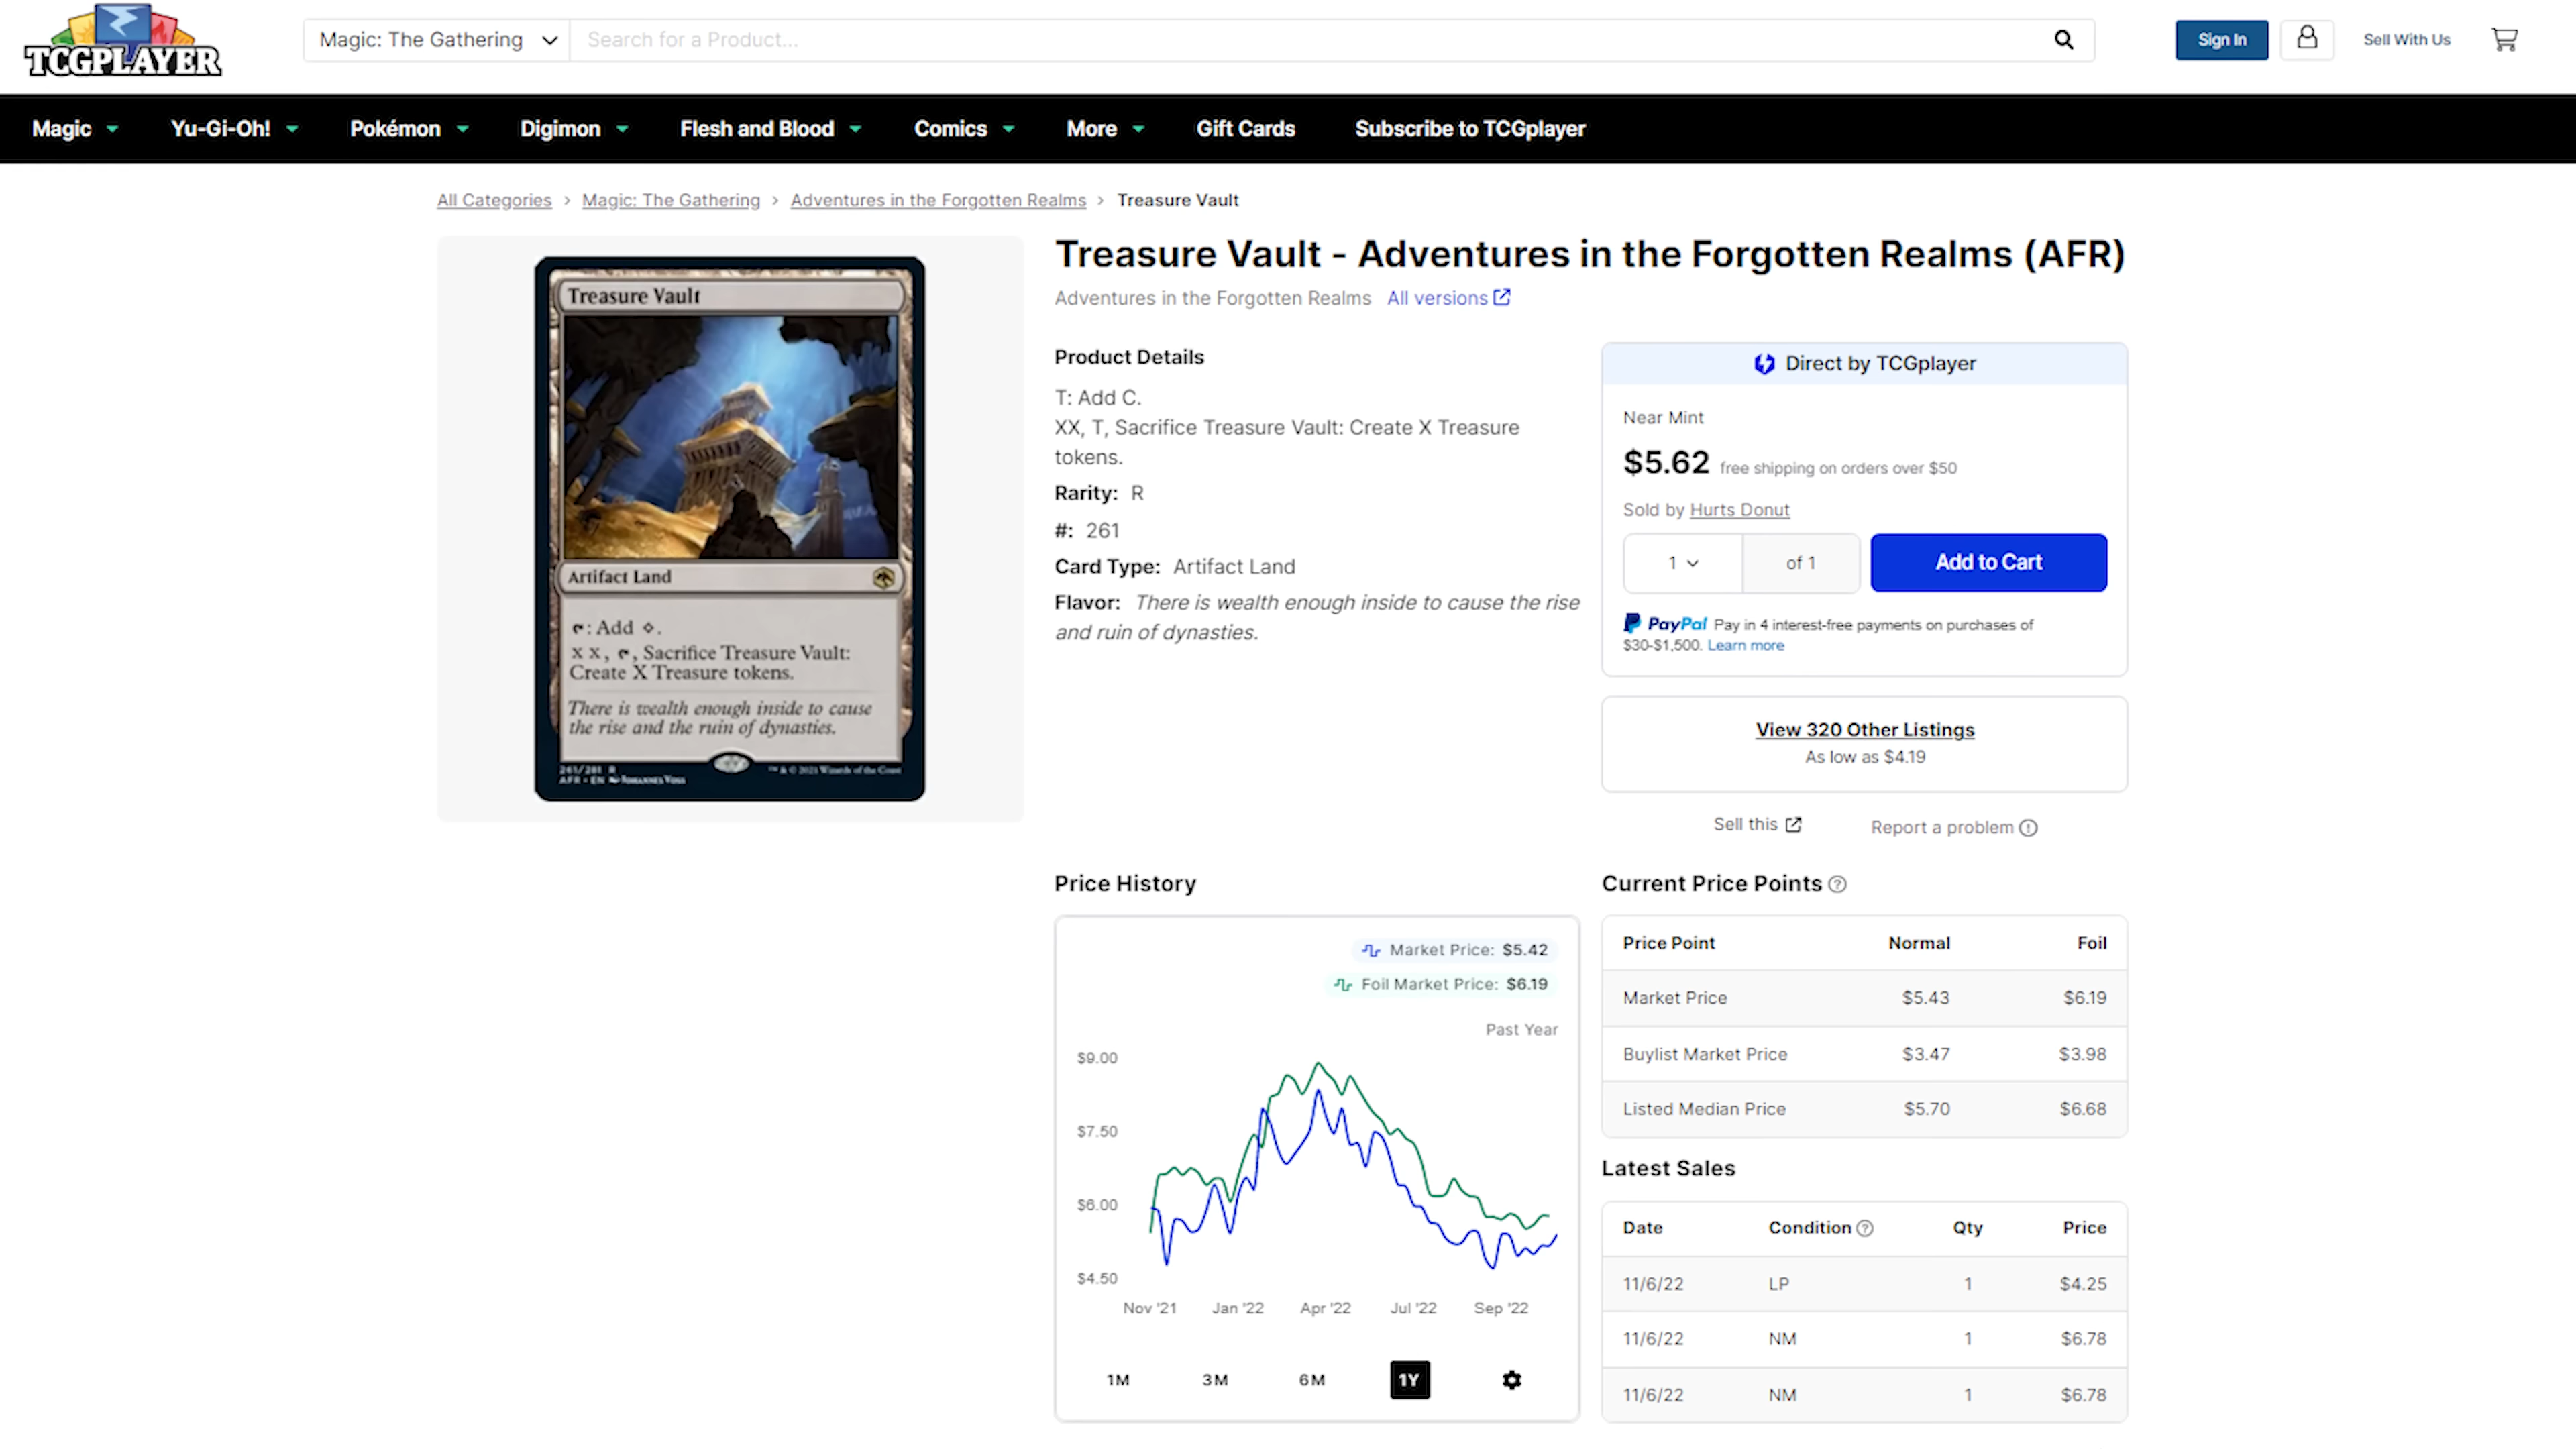 TCGPLAYER
Magic: The Gathering
Search for a Product...
Sign In
Sell With Us
Magic
Yu-Gi-Oh!
Pokémon
Digimon
Flesh and Blood
Comics
More
Gift Cards
Subscribe to TCGplayer
All Categories > Magic: The Gathering > Adventures in the Forgotten Realms > Treasure Vault
Treasure Vault
Artifact Land
: Add .
X X, , Sacrifice Treasure Vault:
Create X Treasure tokens.
There is wealth enough inside to cause
the rise and the ruin of dynasties.
261/281 R
AFR • EN Johannes Voss
™ & © 2021 Wizards of the Coast
Treasure Vault - Adventures in the Forgotten Realms (AFR)
Adventures in the Forgotten Realms All versions
Product Details
T: Add C.
XX, T, Sacrifice Treasure Vault: Create X Treasure
tokens.
Rarity: R
#: 261
Card Type: Artifact Land
Flavor: There is wealth enough inside to cause the rise
and ruin of dynasties.
Direct by TCGplayer
Near Mint
$5.62 free shipping on orders over $50
Sold by Hurts Donut
1 of 1
Add to Cart
PayPal Pay in 4 interest-free payments on purchases of
$30-$1,500. Learn more
View 320 Other Listings
As low as $4.19
Sell this
Report a problem
Price History
Market Price: $5.42
Foil Market Price: $6.19
Past Year
$9.00
$7.50
$6.00
$4.50
Nov '21 Jan '22 Apr '22 Jul '22 Sep '22
1M 3M 6M 1Y
Current Price Points
Price Point Normal Foil
Market Price $5.43 $6.19
Buylist Market Price $3.47 $3.98
Listed Median Price $5.70 $6.68
Latest Sales
Date Condition Qty Price
11/6/22 LP 1 $4.25
11/6/22 NM 1 $6.78
11/6/22 NM 1 $6.78